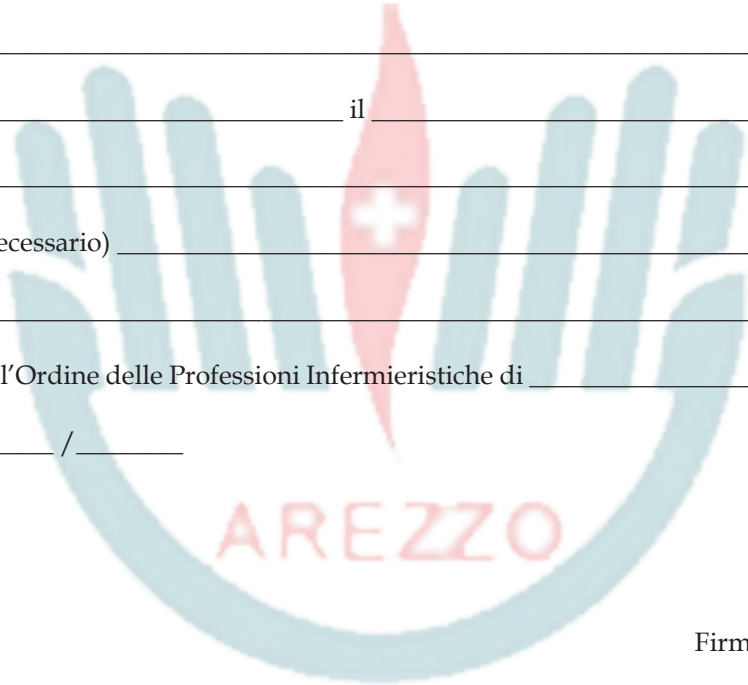 il
ecessario)
l'Ordine delle Professioni Infermieristiche di
/
AREZZO
Firm